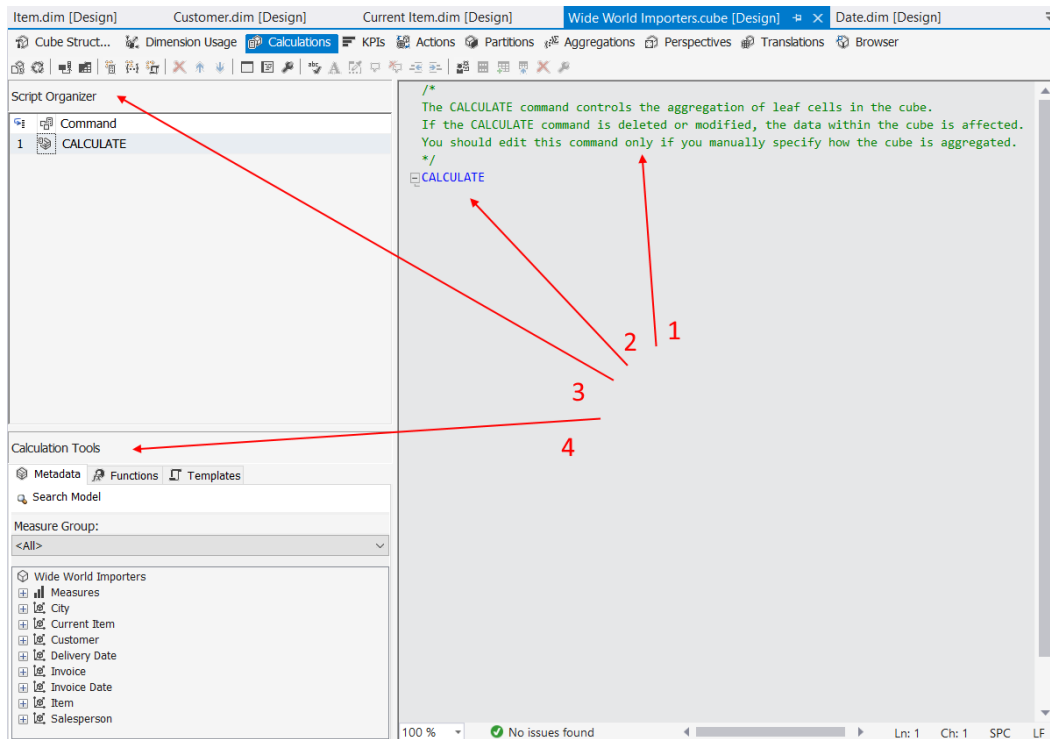 Item.dim [Design] Customer.dim [Design] Current Item.dim [Design] Wide World Importers.cube [Design] Date.dim [Design]
Cube Struct... Dimension Usage Calculations KPIs Actions Partitions Aggregations Perspectives Translations Browser
Script Organizer
Command
1 CALCULATE
/*
The CALCULATE command controls the aggregation of leaf cells in the cube.
If the CALCULATE command is deleted or modified, the data within the cube is affected.
You should edit this command only if you manually specify how the cube is aggregated.
*/
CALCULATE
1
2
3
4
Calculation Tools
Metadata Functions Templates
Search Model
Measure Group:
<All>
Wide World Importers
Measures
City
Current Item
Customer
Delivery Date
Invoice
Invoice Date
Item
Salesperson
100 % No issues found Ln: 1 Ch: 1 SPC LF